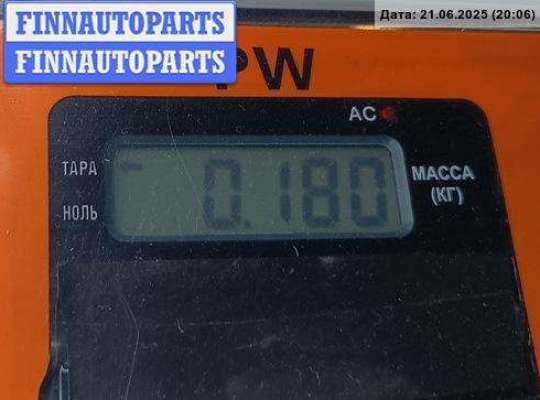 FINNAUTOPARTS
FINNAUTOPARTS
Дата: 21.06.2025 (20:06)
PW
AC
ТАРА
0.180
МАССА
(КГ)
НОЛЬ